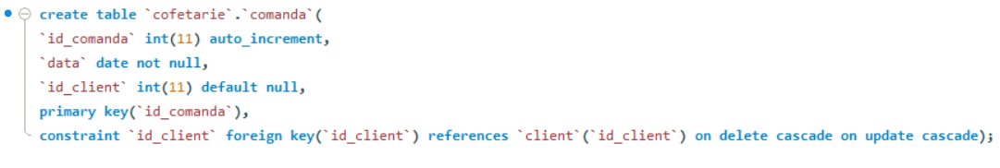 create table `cofetarie`.`comanda`(
`id_comanda` int(11) auto_increment,
`data` date not null,
`id_client` int(11) default null,
primary key(`id_comanda`),
constraint `id_client` foreign key(`id_client`) references `client`(`id_client`) on delete cascade on update cascade);